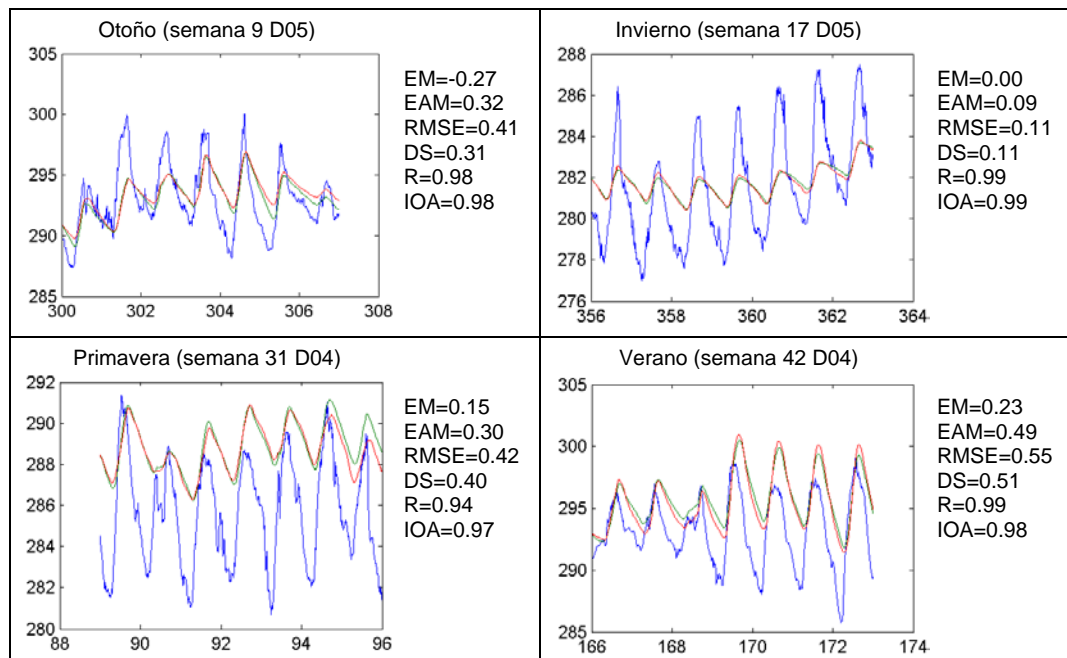 Otoño (semana 9 D05)
305
300
295
290
285
300 302 304 306 308
EM=-0.27
EAM=0.32
RMSE=0.41
DS=0.31
R=0.98
IOA=0.98
Invierno (semana 17 D05)
288
286
284
282
280
278
276
356 358 360 362 364
EM=0.00
EAM=0.09
RMSE=0.11
DS=0.11
R=0.99
IOA=0.99
Primavera (semana 31 D04)
292
290
288
286
284
282
280
88 90 92 94 96
EM=0.15
EAM=0.30
RMSE=0.42
DS=0.40
R=0.94
IOA=0.97
Verano (semana 42 D04)
305
300
295
290
285
166 168 170 172 174
EM=0.23
EAM=0.49
RMSE=0.55
DS=0.51
R=0.99
IOA=0.98